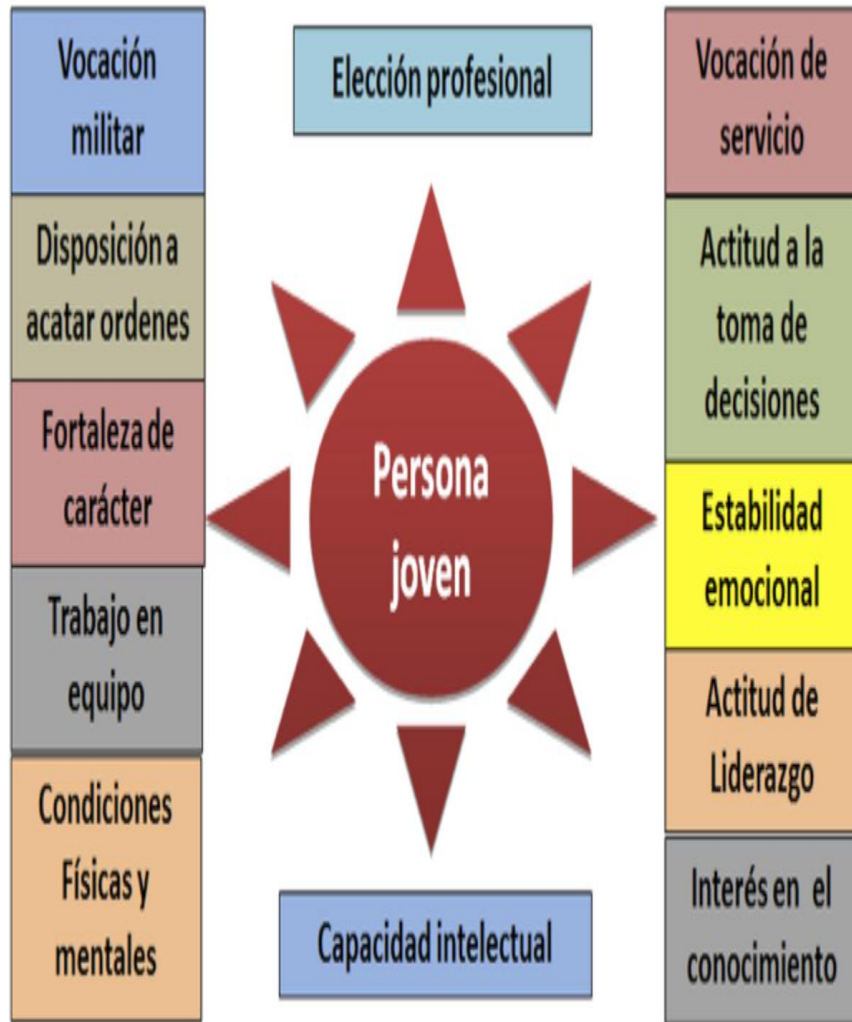 Vocación
militar
Disposición a
acatar ordenes
Fortaleza de
carácter
Trabajo en
equipo
Condiciones
Físicas y
mentales
Elección profesional
Persona
joven
Capacidad intelectual
Vocación de
servicio
Actitud a la
toma de
decisiones
Estabilidad
emocional
Actitud de
Liderazgo
Interés en el
conocimiento